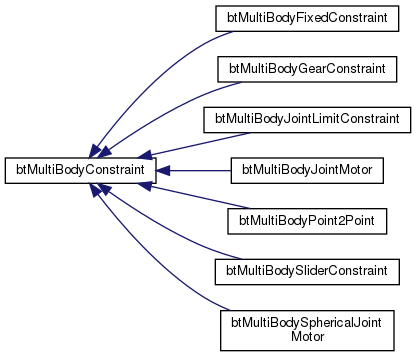 btMultiBodyFixedConstraint
btMultiBodyGearConstraint
btMultiBodyJointLimitConstraint
btMultiBodyConstraint
btMultiBodyJointMotor
btMultiBodyPoint2Point
btMultiBodySliderConstraint
btMultiBodySphericalJoint
Motor